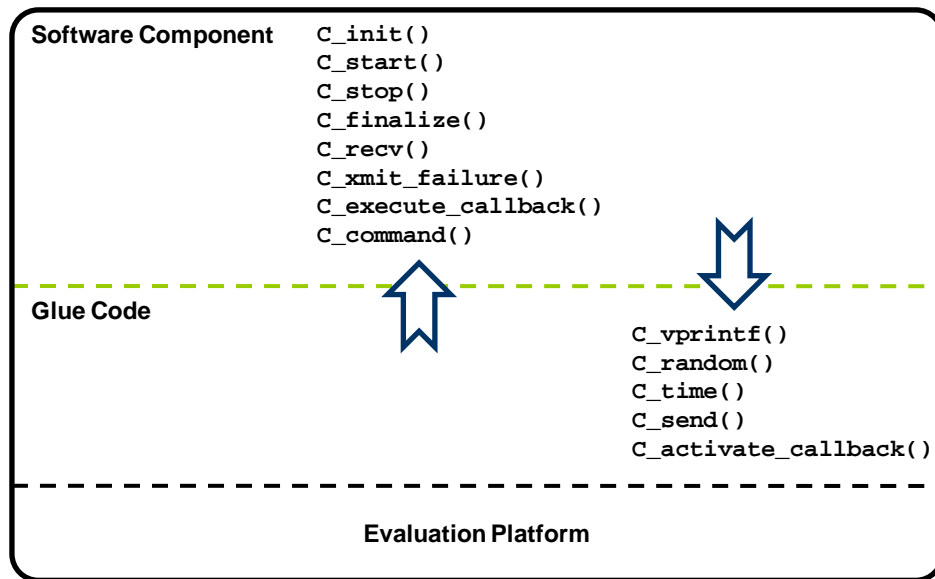 Software Component
C_init()
C_start()
C_stop()
C_finalize()
C_recv()
C_xmit_failure()
C_execute_callback()
C_command()
Glue Code
C_vprintf()
C_random()
C_time()
C_send()
C_activate_callback()
Evaluation Platform